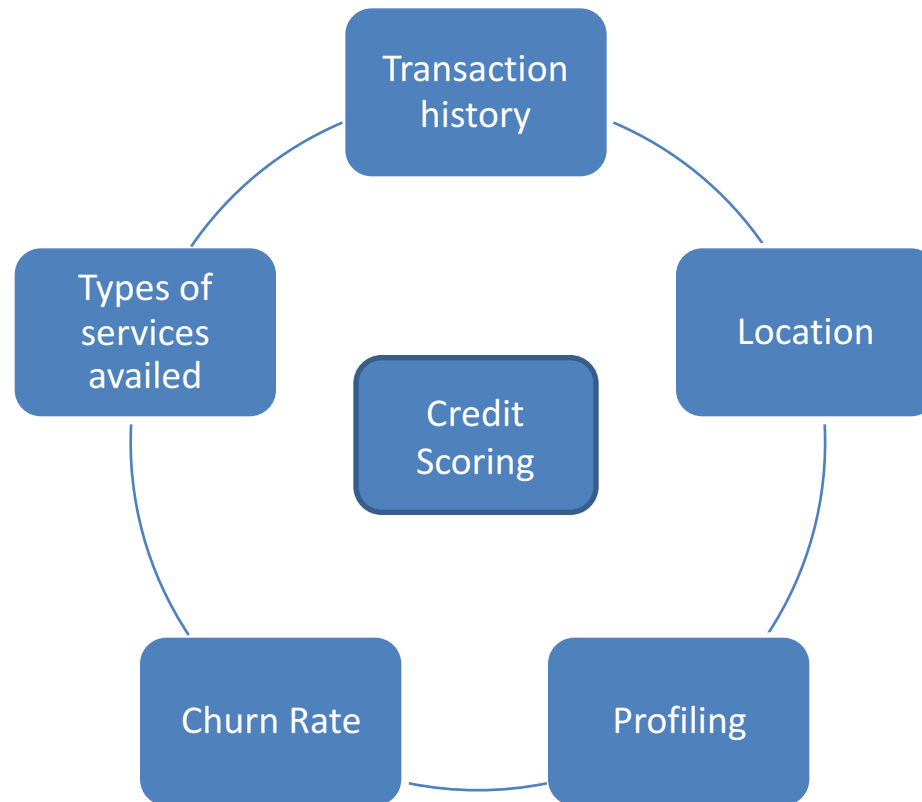 Transaction
history
Types of
services
availed
Location
Credit
Scoring
Churn Rate
Profiling